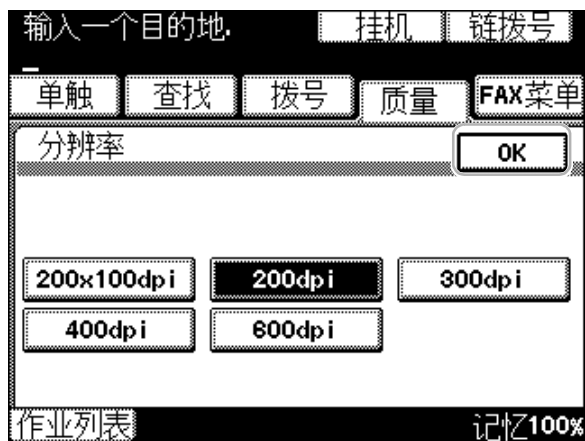 输入一个目的地. 挂机 链拨号
单触 查找 拨号 质量 FAX菜单
分辨率 OK
200x100dpi 200dpi 300dpi
400dpi 600dpi
作业列表 记忆100%